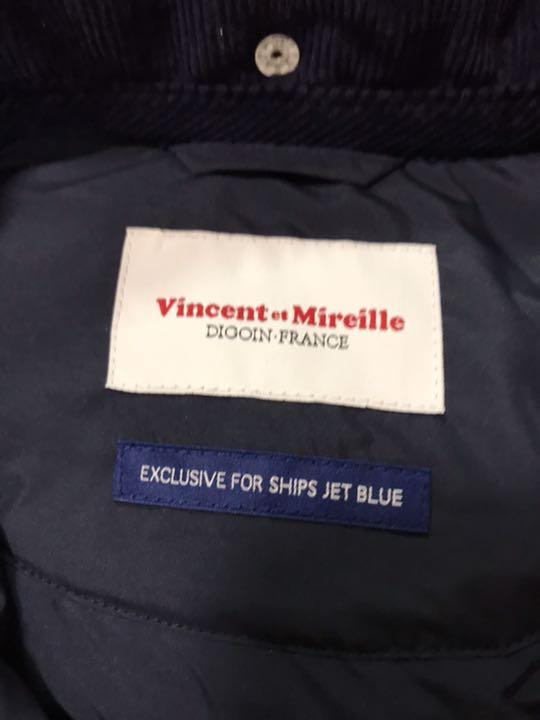 Vincent et Mireille
DIGOIN·FRANCE
EXCLUSIVE FOR SHIPS JET BLUE